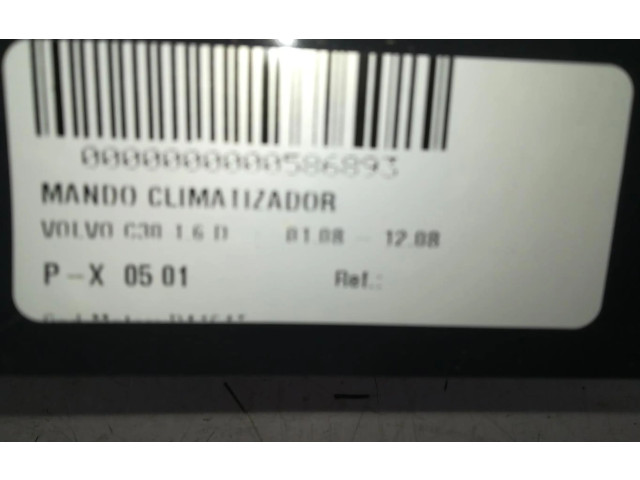 0000000000586893
MANDO CLIMATIZADOR
VOLVO C30 1.6 D 01.08 - 12.08
P-X 05 01 Ref.: